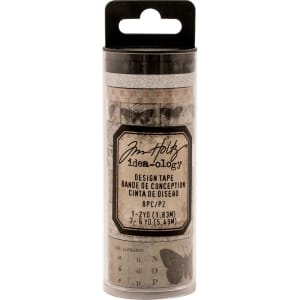 Tim Holtz
idea-ology
DESIGN TAPE
BANDE DE CONCEPTION
CINTA DE DISEÑO
8PC/PZ
1-2YD (1,83M)
7-6YD (5,49M)
N
O P